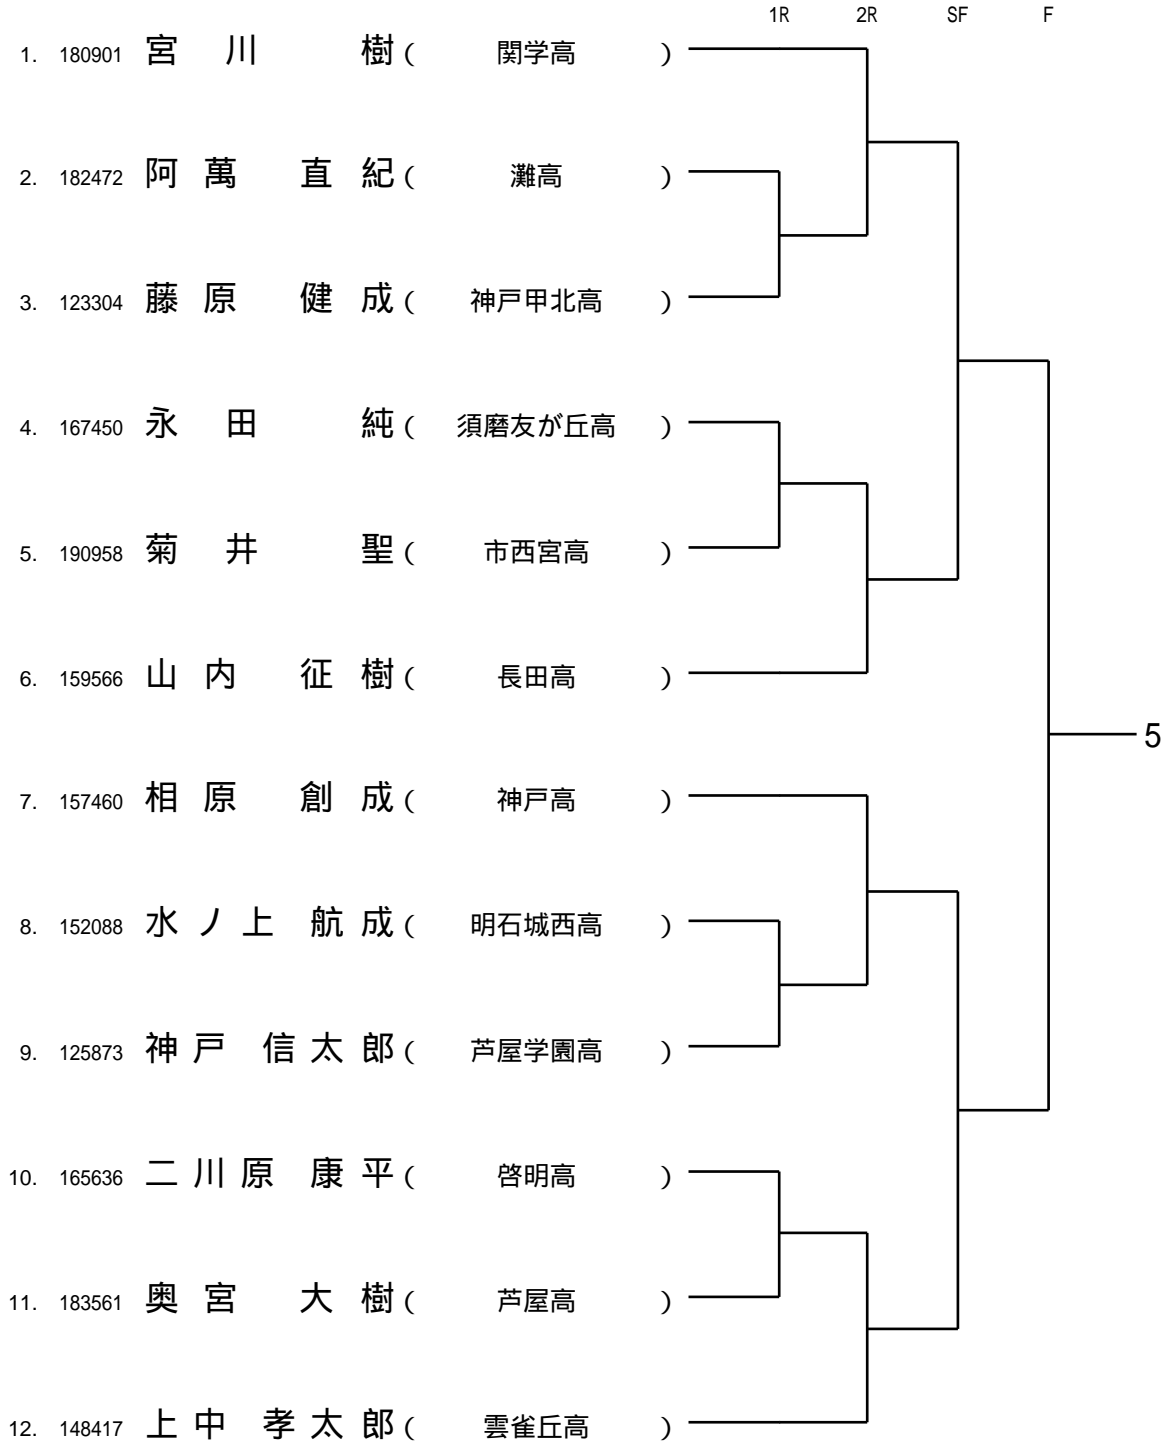 1R 2R SF F
1. 180901 宮川 樹 ( 関学高 )
2. 182472 阿萬 直紀 ( 灘高 )
3. 123304 藤原 健成 ( 神戸甲北高 )
4. 167450 永田 純 ( 須磨友が丘高 )
5. 190958 菊井 聖 ( 市西宮高 )
6. 159566 山内 征樹 ( 長田高 )
5
7. 157460 相原 創成 ( 神戸高 )
8. 152088 水ノ上 航成 ( 明石城西高 )
9. 125873 神戸 信太郎 ( 芦屋学園高 )
10. 165636 二川原 康平 ( 啓明高 )
11. 183561 奥宮 大樹 ( 芦屋高 )
12. 148417 上中 孝太郎 ( 雲雀丘高 )